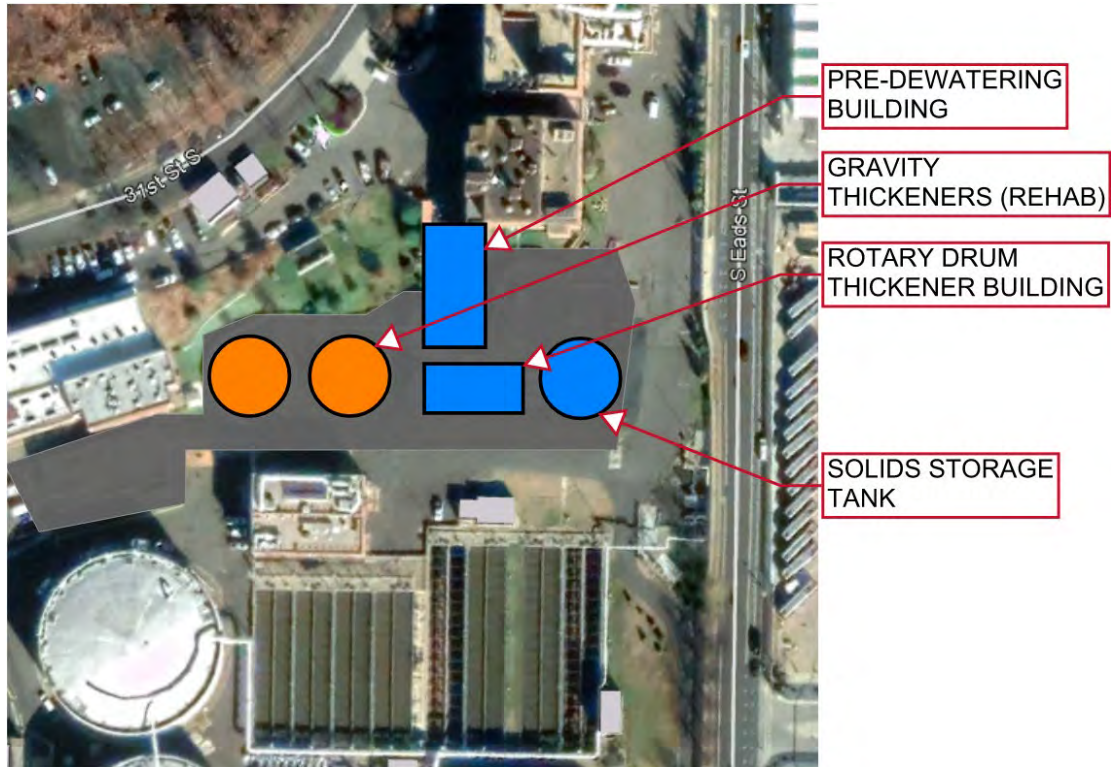 PRE-DEWATERING
BUILDING
GRAVITY
THICKENERS (REHAB)
ROTARY DRUM
THICKENER BUILDING
SOLIDS STORAGE
TANK
31st St S
S Eads St